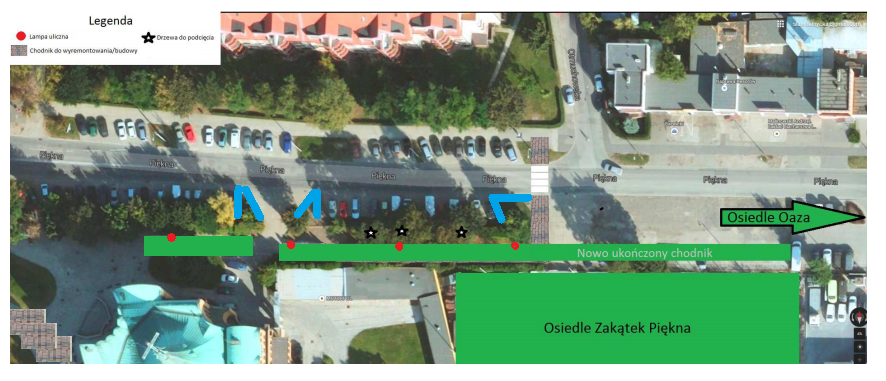 Legenda
Lampa uliczna
Drzewa do podcięcia
Chodnik do wyremontowania/budowy
Piękna
Piękna
Piękna
Piękna
Piękna
Piękna
Piękna
Piękna
Osiedle Oaza
Nowo ukończony chodnik
Osiedle Zakątek Piękna